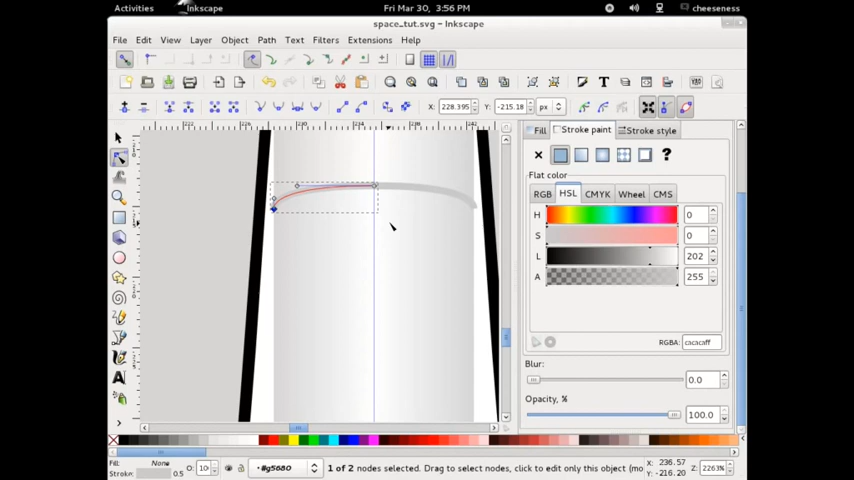 Activities Inkscape Fri Mar 30, 3:56 PM cheeseness
space_tut.svg – Inkscape
File Edit View Layer Object Path Text Filters Extensions Help
X: 228.395 Y: -215.18 px
Fill Stroke paint Stroke style
Flat color
RGB HSL CMYK Wheel CMS
H 0
S 0
L 202
A 255
RGBA: cacacaff
Blur:
0.0
Opacity, %
100.0
Fill: None
Stroke: 0.5
O: 10
#g5680
1 of 2 nodes selected. Drag to select nodes, click to edit only this object (mo
X: 236.57
Y: -216.20
Z: 2263%